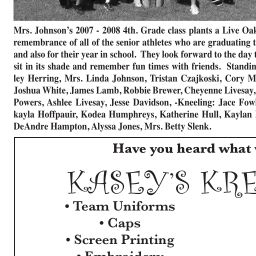 Mrs. Johnson's 2007 - 2008 4th. Grade class plants a Live Oak
remembrance of all of the senior athletes who are graduating t
and also for their year in school.  They look forward to the day t
sit in its shade and remember fun times with friends.  Standin
ley Herring, Mrs. Linda Johnson, Tristan Czajkoski, Cory M
Joshua White, James Lamb, Robbie Brewer, Cheyenne Livesay,
Powers, Ashlee Livesay, Jesse Davidson, -Kneeling: Jace Fow
kayla Hoffpauir, Kodea Humphreys, Katherine Hull, Kaylan
DeAndre Hampton, Alyssa Jones, Mrs. Betty Slenk.
Have you heard what
KASEY'S KRE
• Team Uniforms
• Caps
• Screen Printing
• Embroidery